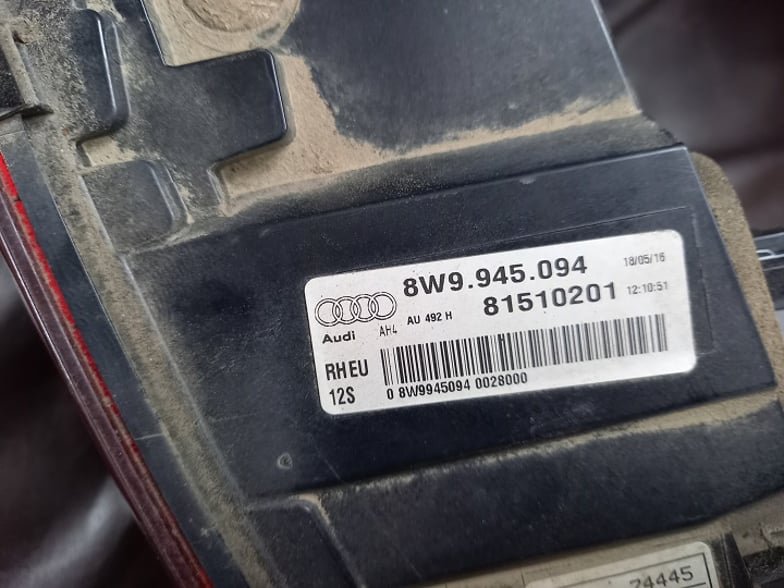 8W9.945.094 18/05/16
81510201 12:10:51
Audi AH4 AU 492 H
RH EU
12S
0 8W9945094 0028000
74445